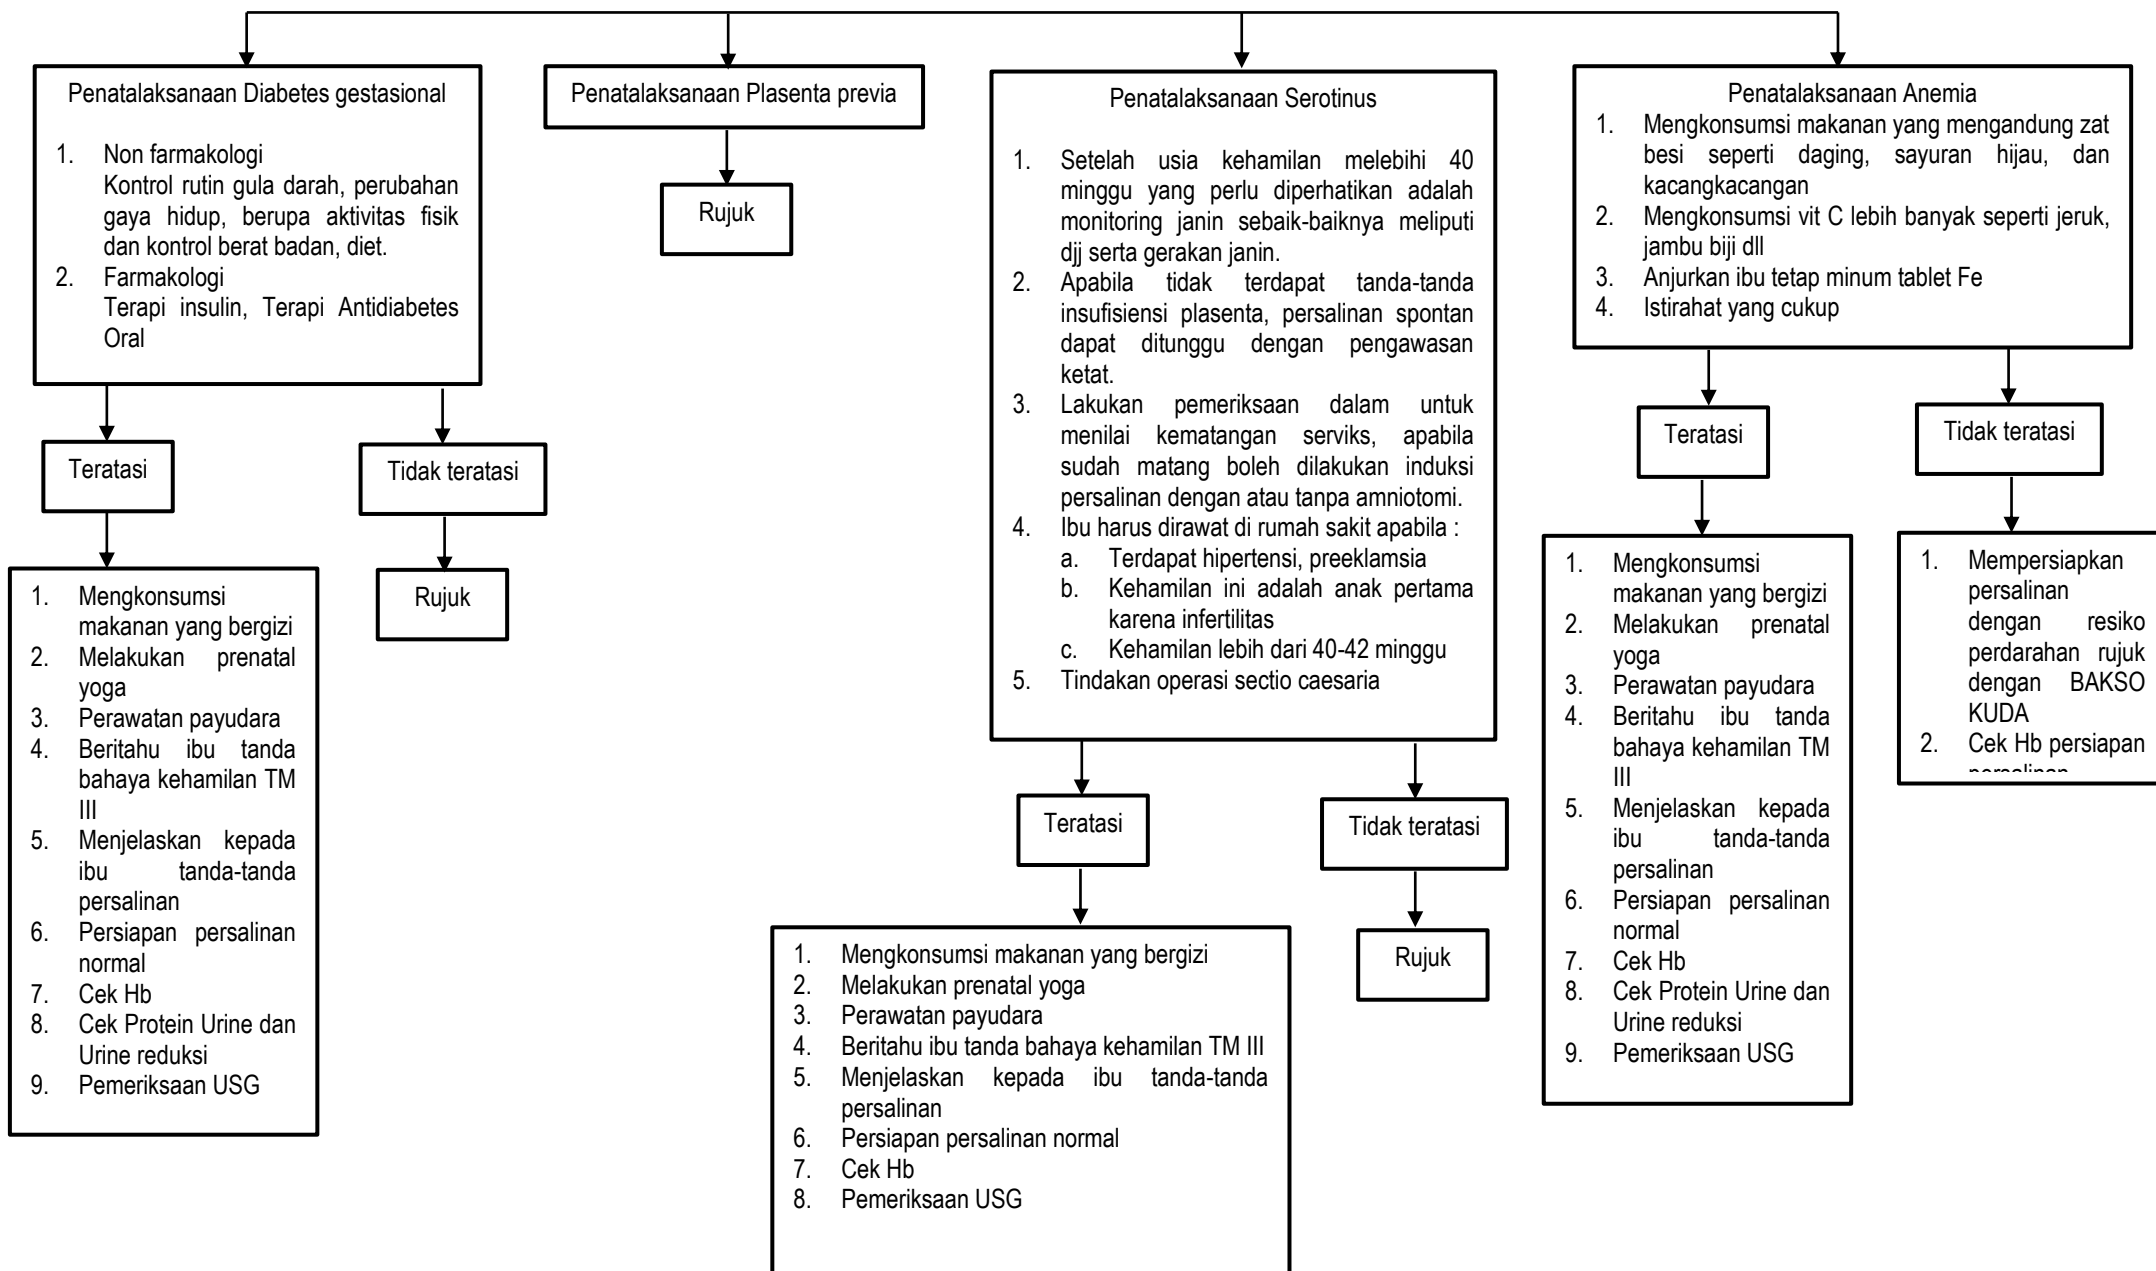 Penatalaksanaan Diabetes gestasional
1. Non farmakologi
Kontrol rutin gula darah, perubahan
gaya hidup, berupa aktivitas fisik
dan kontrol berat badan, diet.
2. Farmakologi
Terapi insulin, Terapi Antidiabetes
Oral
Penatalaksanaan Plasenta previa
Rujuk
Penatalaksanaan Serotinus
1. Setelah usia kehamilan melebihi 40
minggu yang perlu diperhatikan adalah
monitoring janin sebaik-baiknya meliputi
djj serta gerakan janin.
2. Apabila tidak terdapat tanda-tanda
insufisiensi plasenta, persalinan spontan
dapat ditunggu dengan pengawasan
ketat.
3. Lakukan pemeriksaan dalam untuk
menilai kematangan serviks, apabila
sudah matang boleh dilakukan induksi
persalinan dengan atau tanpa amniotomi.
4. Ibu harus dirawat di rumah sakit apabila :
a. Terdapat hipertensi, preeklamsia
b. Kehamilan ini adalah anak pertama
karena infertilitas
c. Kehamilan lebih dari 40-42 minggu
5. Tindakan operasi sectio caesaria
Penatalaksanaan Anemia
1. Mengkonsumsi makanan yang mengandung zat
besi seperti daging, sayuran hijau, dan
kacangkacangan
2. Mengkonsumsi vit C lebih banyak seperti jeruk,
jambu biji dll
3. Anjurkan ibu tetap minum tablet Fe
4. Istirahat yang cukup
Teratasi
Tidak teratasi
Rujuk
1. Mengkonsumsi
makanan yang bergizi
2. Melakukan prenatal
yoga
3. Perawatan payudara
4. Beritahu ibu tanda
bahaya kehamilan TM
III
5. Menjelaskan kepada
ibu tanda-tanda
persalinan
6. Persiapan persalinan
normal
7. Cek Hb
8. Cek Protein Urine dan
Urine reduksi
9. Pemeriksaan USG
Teratasi
Tidak teratasi
Rujuk
1. Mengkonsumsi makanan yang bergizi
2. Melakukan prenatal yoga
3. Perawatan payudara
4. Beritahu ibu tanda bahaya kehamilan TM III
5. Menjelaskan kepada ibu tanda-tanda
persalinan
6. Persiapan persalinan normal
7. Cek Hb
8. Pemeriksaan USG
Teratasi
Tidak teratasi
1. Mengkonsumsi
makanan yang bergizi
2. Melakukan prenatal
yoga
3. Perawatan payudara
4. Beritahu ibu tanda
bahaya kehamilan TM
III
5. Menjelaskan kepada
ibu tanda-tanda
persalinan
6. Persiapan persalinan
normal
7. Cek Hb
8. Cek Protein Urine dan
Urine reduksi
9. Pemeriksaan USG
1. Mempersiapkan
persalinan
dengan resiko
perdarahan rujuk
dengan BAKSO
KUDA
2. Cek Hb persiapan